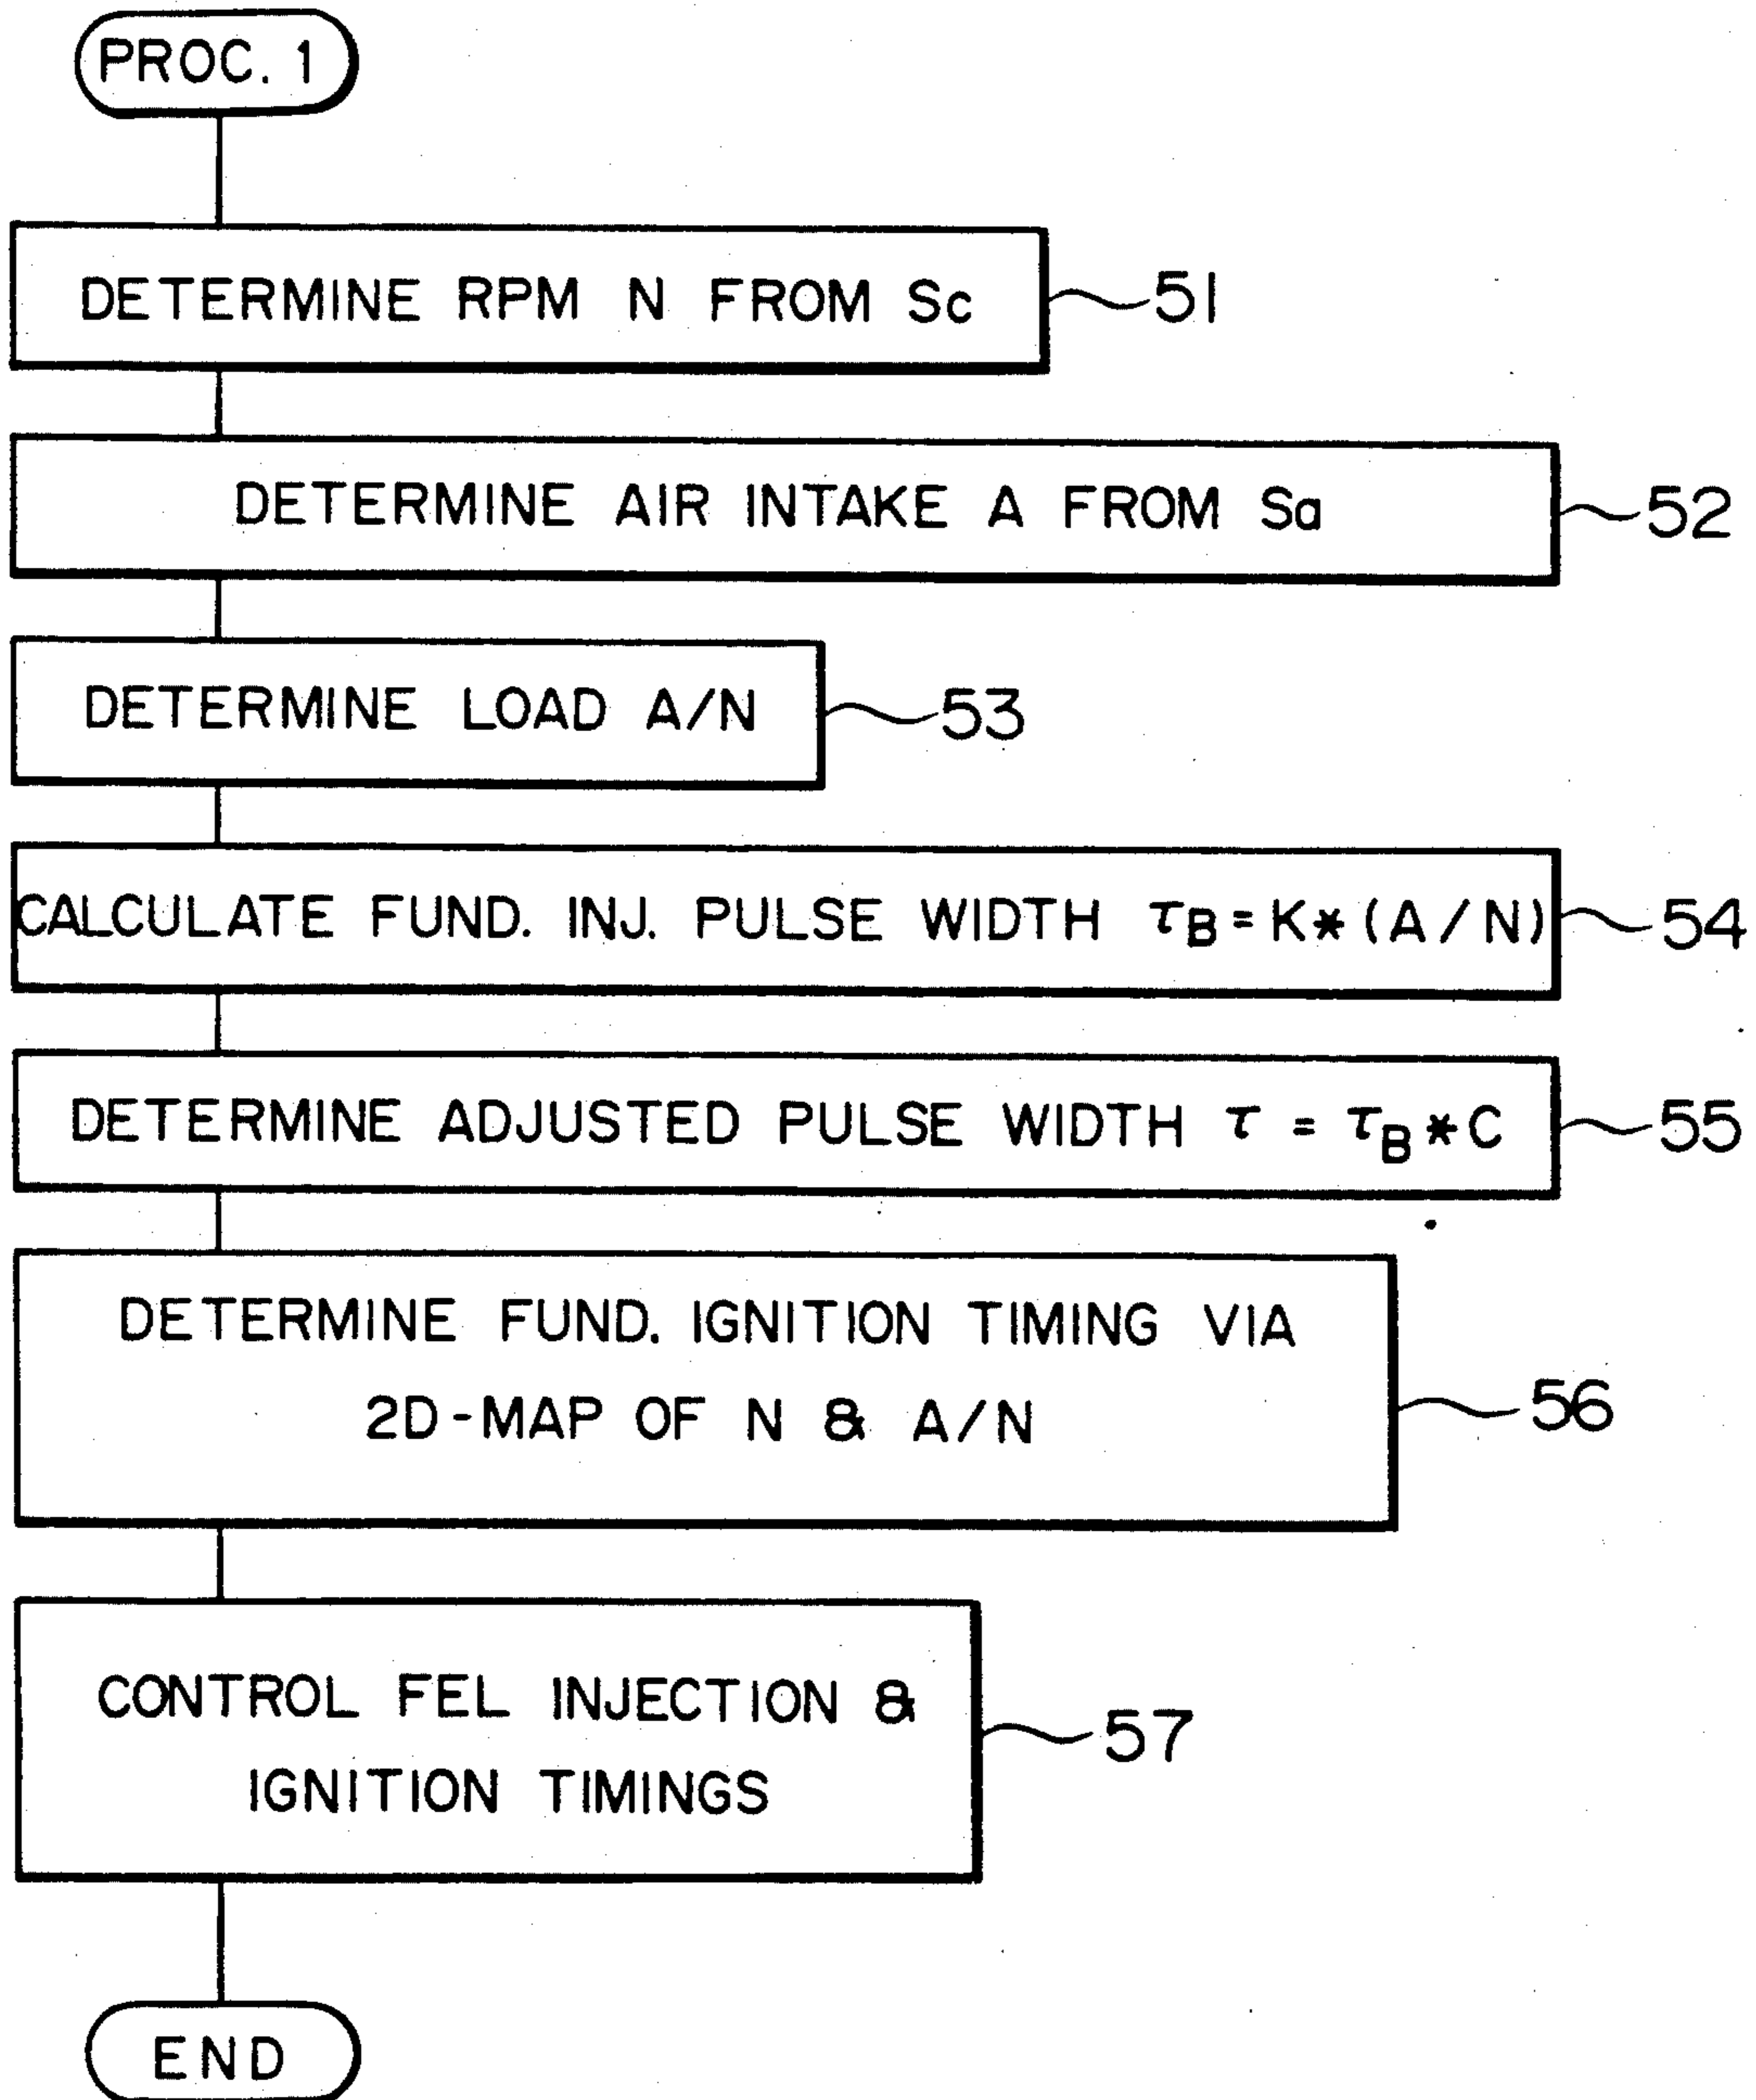 PROC. 1
DETERMINE RPM N FROM Sc
51
DETERMINE AIR INTAKE A FROM Sa
52
DETERMINE LOAD A/N
53
CALCULATE FUND. INJ. PULSE WIDTH τB = K*(A/N)
54
DETERMINE ADJUSTED PULSE WIDTH τ = τB*C
55
DETERMINE FUND. IGNITION TIMING VIA
2D-MAP OF N & A/N
56
CONTROL FEL INJECTION &
IGNITION TIMINGS
57
END